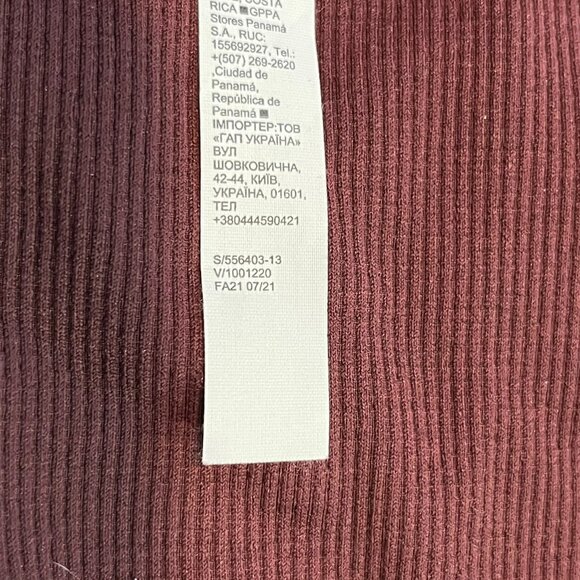 COSTA
RICA ■GPPA
Stores Panamá
S.A., RUC:
155692927, Tel.:
+(507) 269-2620
,Ciudad de
Panamá,
República de
Panamá ■
ІМПОРТЕР:ТОВ
«ГАП УКРАЇНА»
ВУЛ
ШОВКОВИЧНА,
42-44, КИЇВ,
УКРАЇНА, 01601,
ТЕЛ
+380444590421
S/556403-13
V/1001220
FA21 07/21